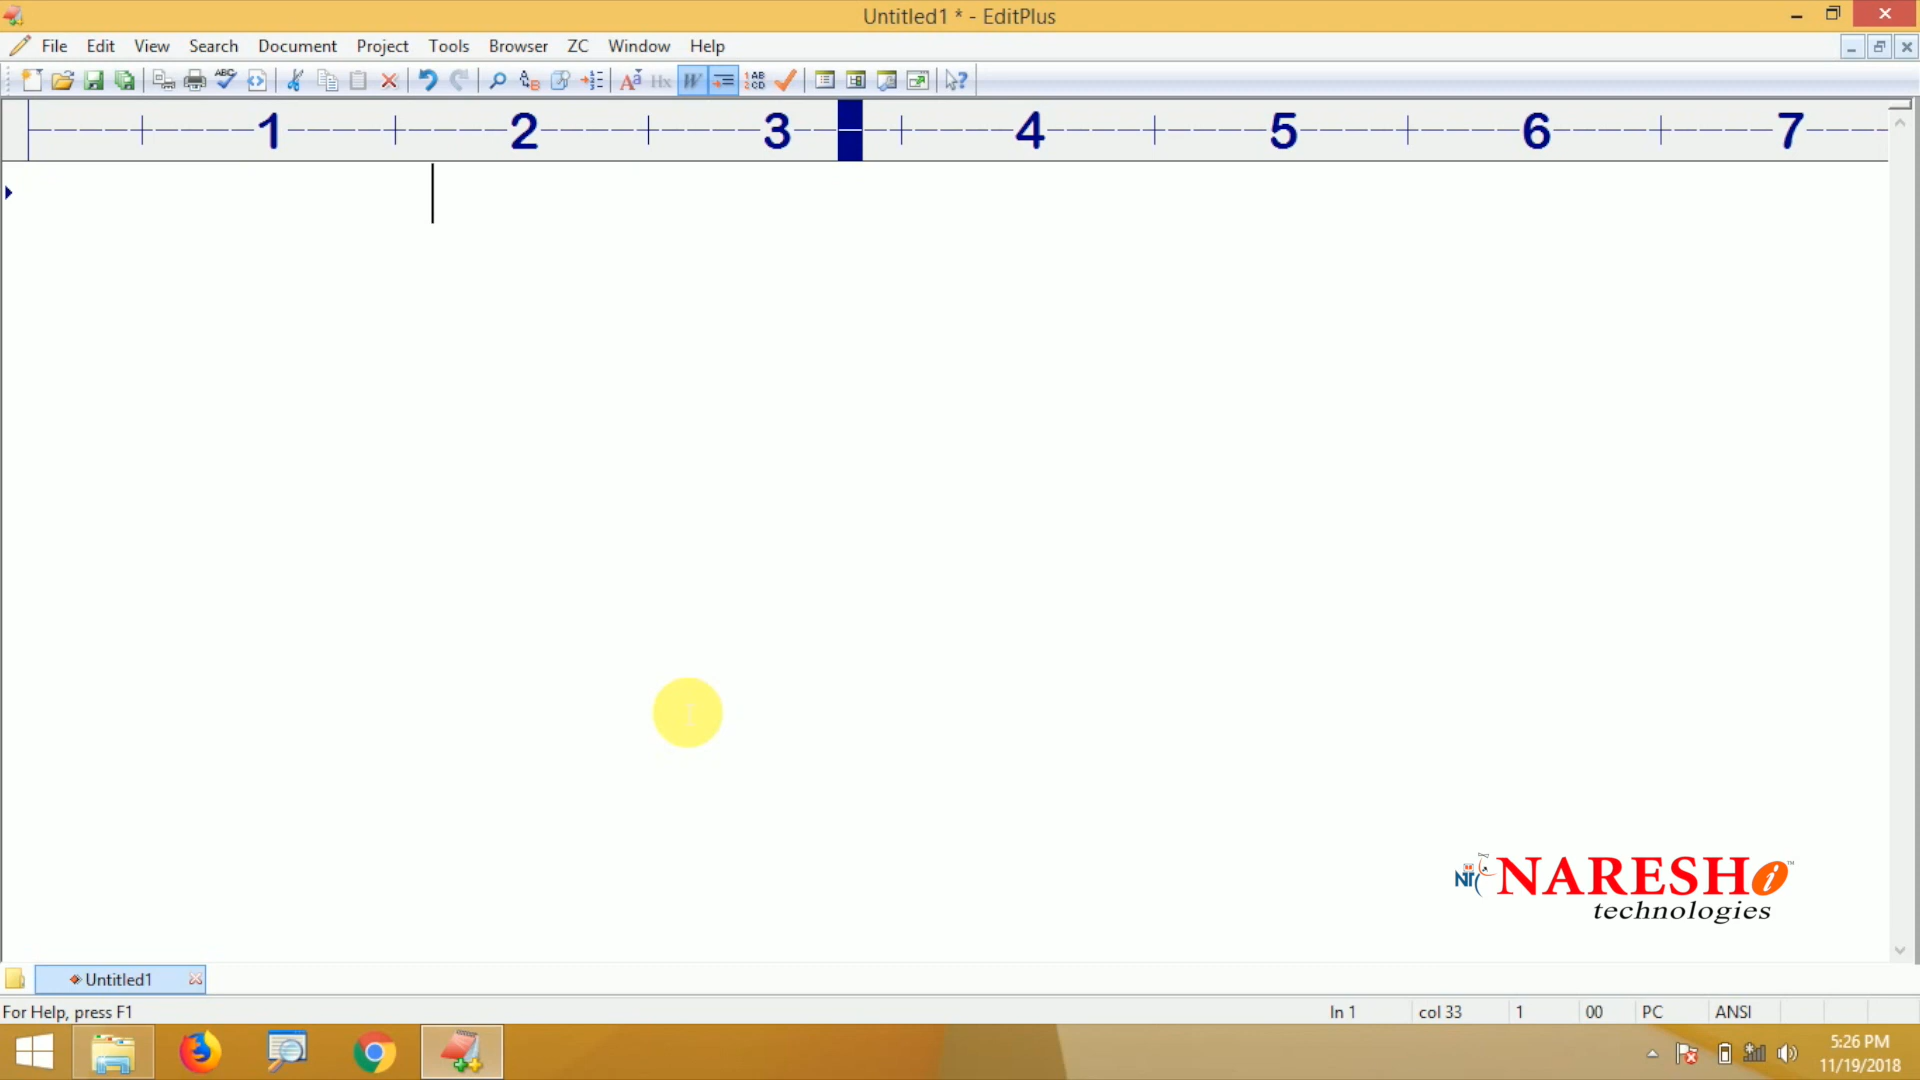 Untitled1 * - EditPlus
File Edit View Search Document Project Tools Browser ZC Window Help
1 2 3 4 5 6 7
NARESH i ™
technologies
Untitled1
For Help, press F1 ln 1 col 33 1 00 PC ANSI
5:26 PM
11/19/2018